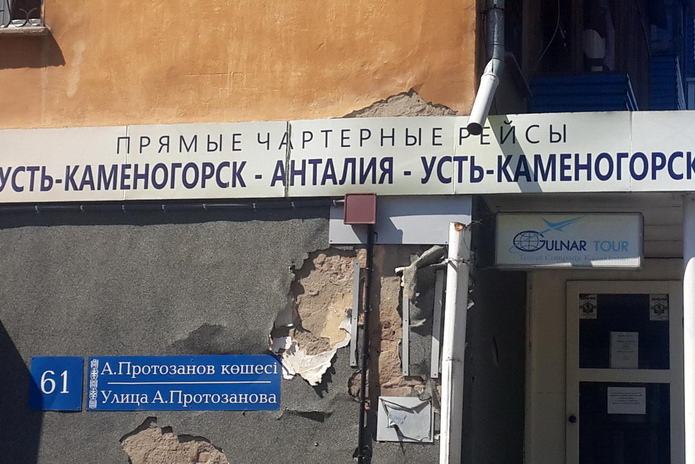 ПРЯМЫЕ ЧАРТЕРНЫЕ РЕЙСЫ
УСТЬ-КАМЕНОГОРСК - АНТАЛИЯ - УСТЬ-КАМЕНОГОРСК
GULNAR TOUR
61
А.Протозанов көшесі
Улица А.Протозанова